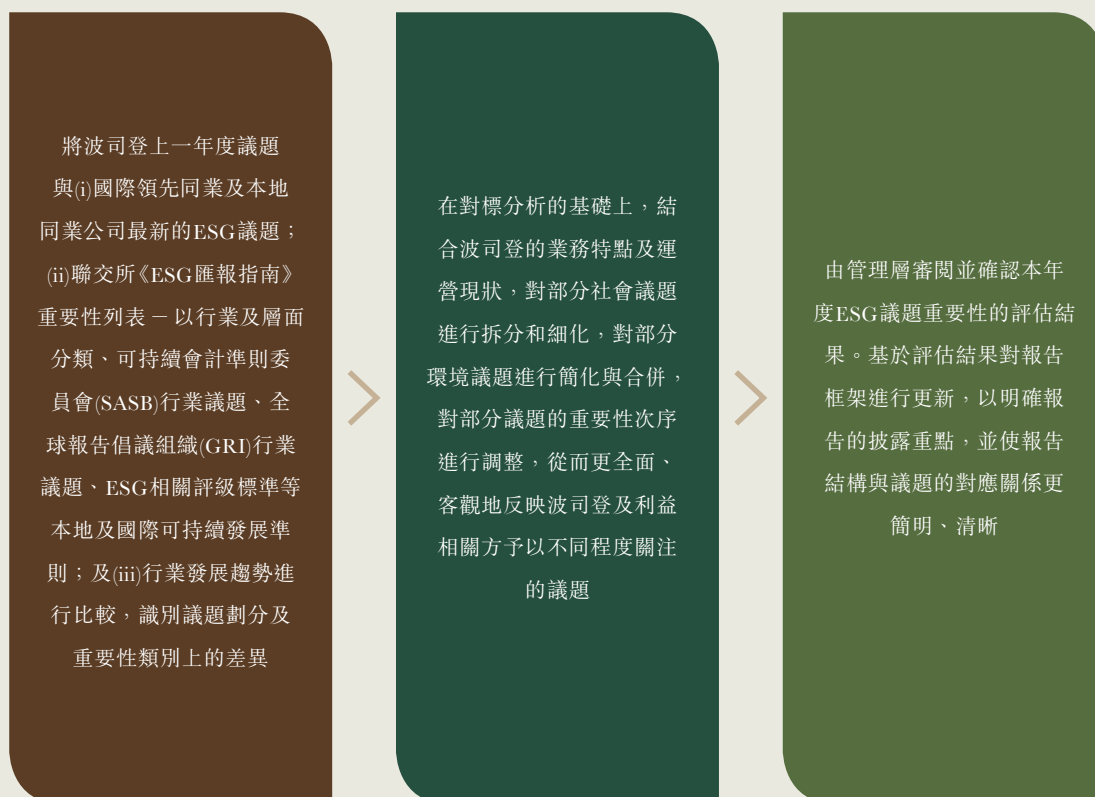 將波司登上一年度議題
與(i)國際領先同業及本地
同業公司最新的ESG議題；
(ii)聯交所《ESG匯報指南》
重要性列表－以行業及層面
分類、可持續會計準則委
員會(SASB)行業議題、全
球報告倡議組織(GRI)行業
議題、ESG相關評級標準等
本地及國際可持續發展準
則；及(iii)行業發展趨勢進
行比較，識別議題劃分及
重要性類別上的差異
在對標分析的基礎上，結
合波司登的業務特點及運
營現狀，對部分社會議題
進行拆分和細化，對部分
環境議題進行簡化與合併，
對部分議題的重要性次序
進行調整，從而更全面、
客觀地反映波司登及利益
相關方予以不同程度關注
的議題
由管理層審閱並確認本年
度ESG議題重要性的評估結
果。基於評估結果對報告
框架進行更新，以明確報
告的披露重點，並使報告
結構與議題的對應關係更
簡明、清晰